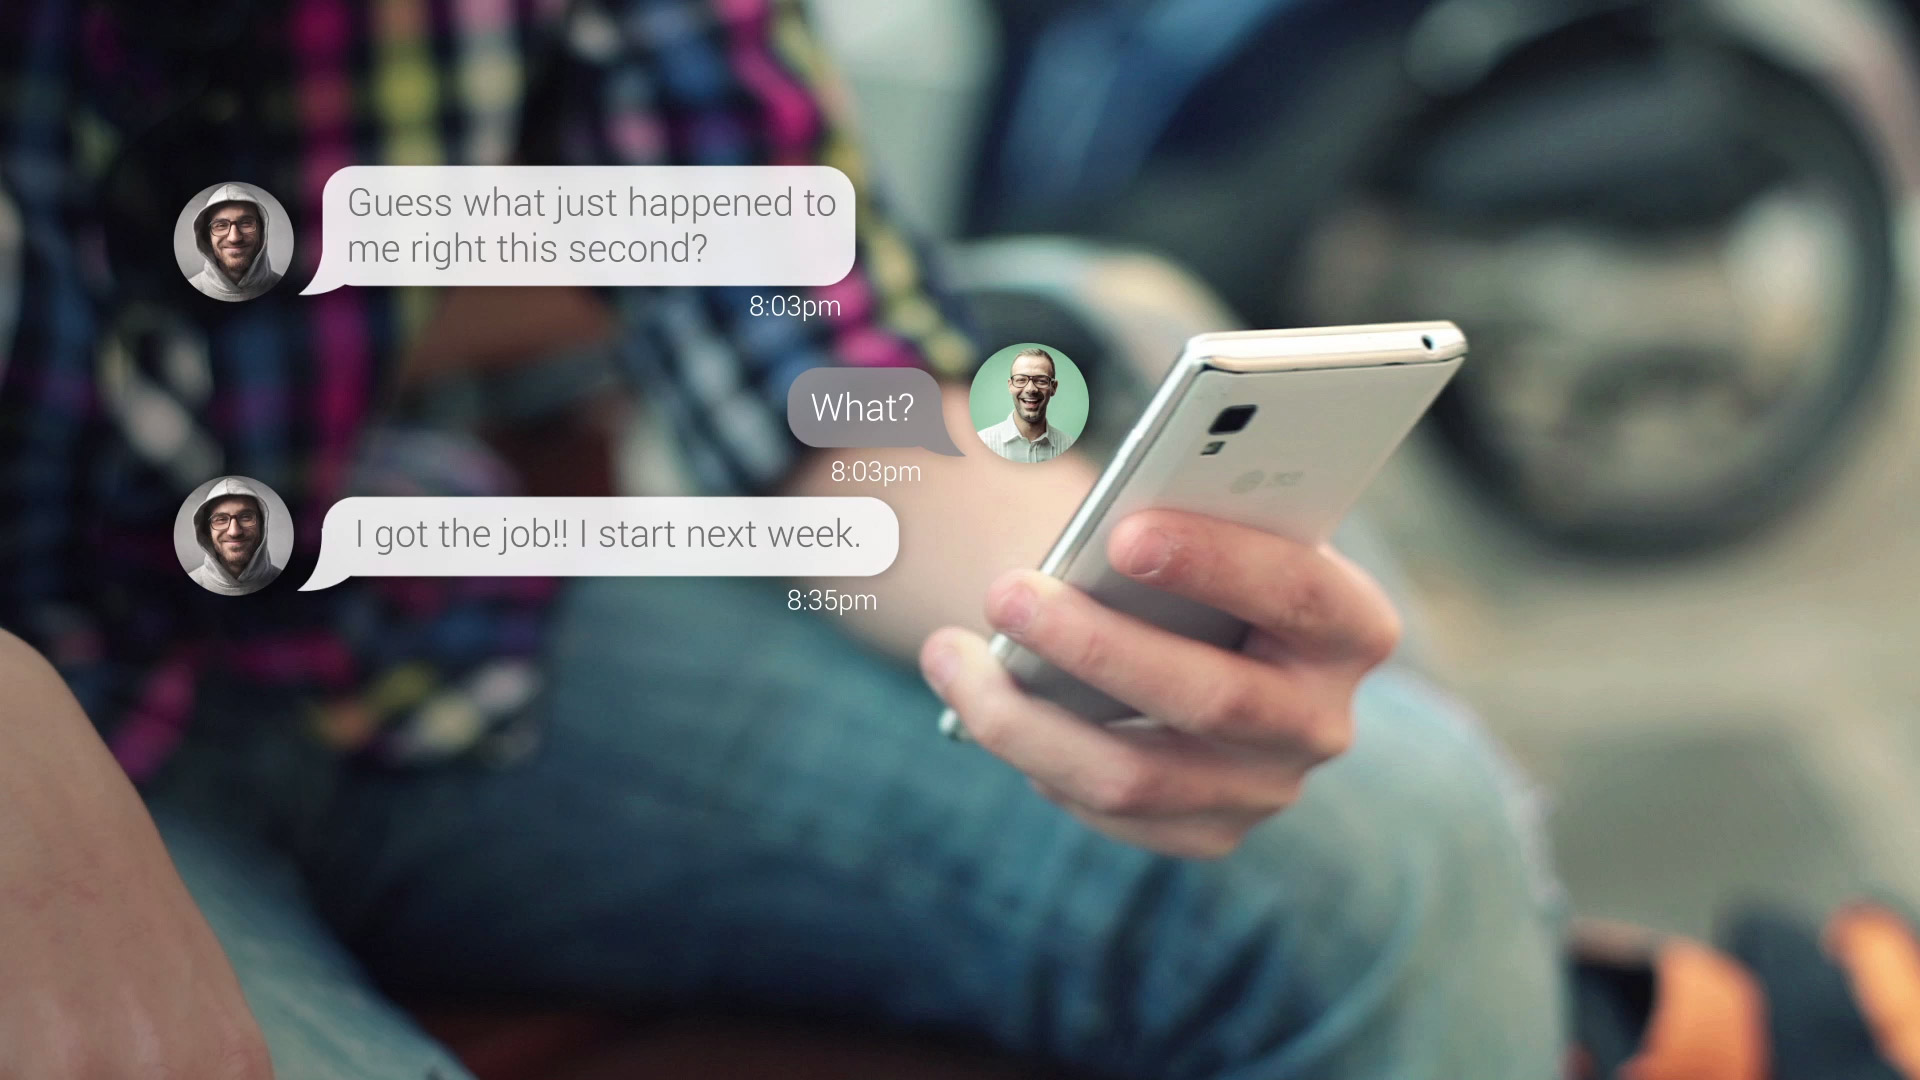 Guess what just happened to
me right this second?
8:03pm
What?
8:03pm
I got the job!! I start next week.
8:35pm